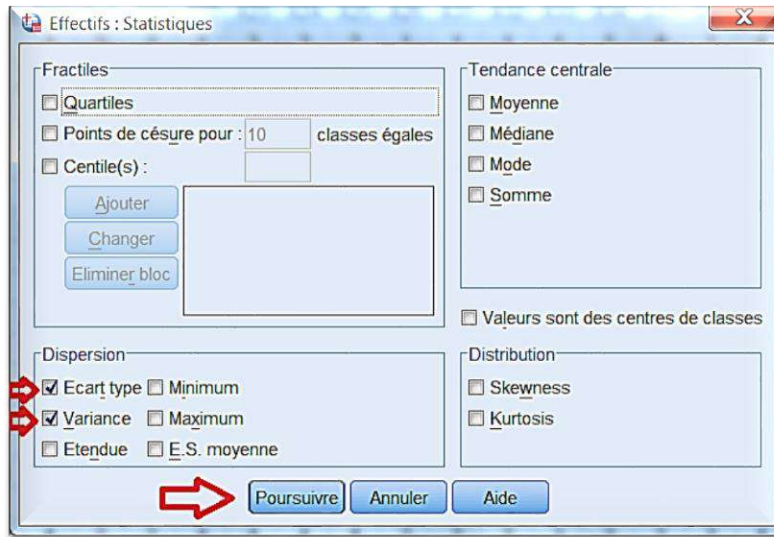 Effectifs : Statistiques
Fractiles
Quartiles
Points de césure pour : 10 classes égales
Centile(s) :
Ajouter
Changer
Eliminer bloc
Tendance centrale
Moyenne
Médiane
Mode
Somme
Valeurs sont des centres de classes
Dispersion
Ecart type Minimum
Variance Maximum
Etendue E.S. moyenne
Distribution
Skewness
Kurtosis
Poursuivre Annuler Aide